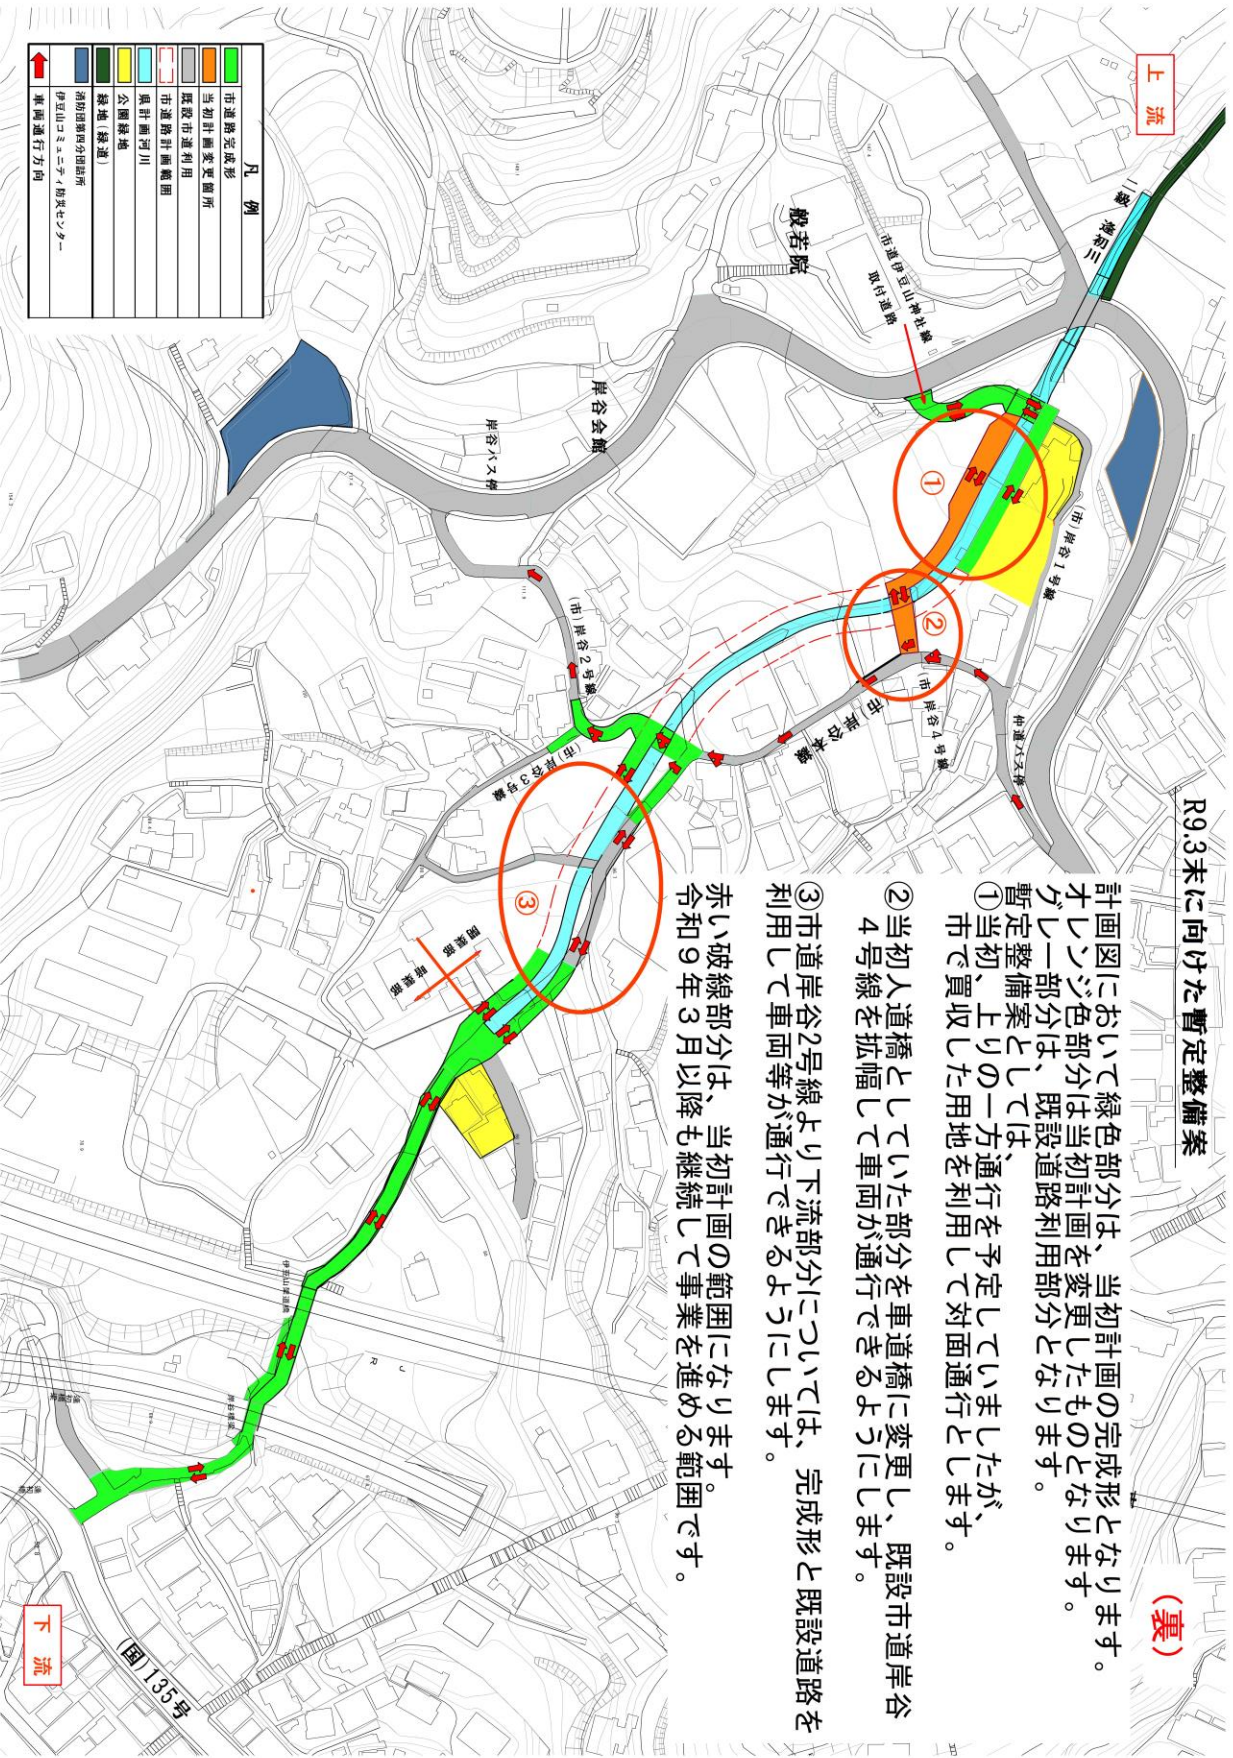 R9.3末に向けた暫定整備案
(裏)
計画図において緑色部分は、当初計画の完成形となります。
オレンジ色部分は当初計画を変更したものとなります。
グレー部分は、既設道路利用部分となります。
暫定整備案としては、
①当初、上りの一方通行を予定していましたが、
市で買収した用地を利用して対面通行とします。
②当初人道橋としていた部分を車道橋に変更し、既設市道岸谷
4号線を拡幅して車両が通行できるようにします。
③市道岸谷2号線より下流部分については、完成形と既設道路を
利用して車両等が通行できるようにします。
赤い破線部分は、当初計画の範囲になります。
令和9年3月以降も継続して事業を進める範囲です。
上流
二級 逢初川
般若院
市道伊豆山神社線
取付道路
岸谷会館
岸谷バス停
①
②
③
(市)岸谷1号線
(市)岸谷2号線
(市)岸谷3号線
(市)岸谷4号線
(市)岸谷本線
仲道バス停
開渠部
暗渠部
JR
(国)135号
下流
凡例
市道路完成形
当初計画変更箇所
既設市道利用
市道路計画範囲
県計画河川
公園緑地
緑地(緑道)
消防団第四分団詰所
伊豆山コミュニティ防災センター
車両通行方向